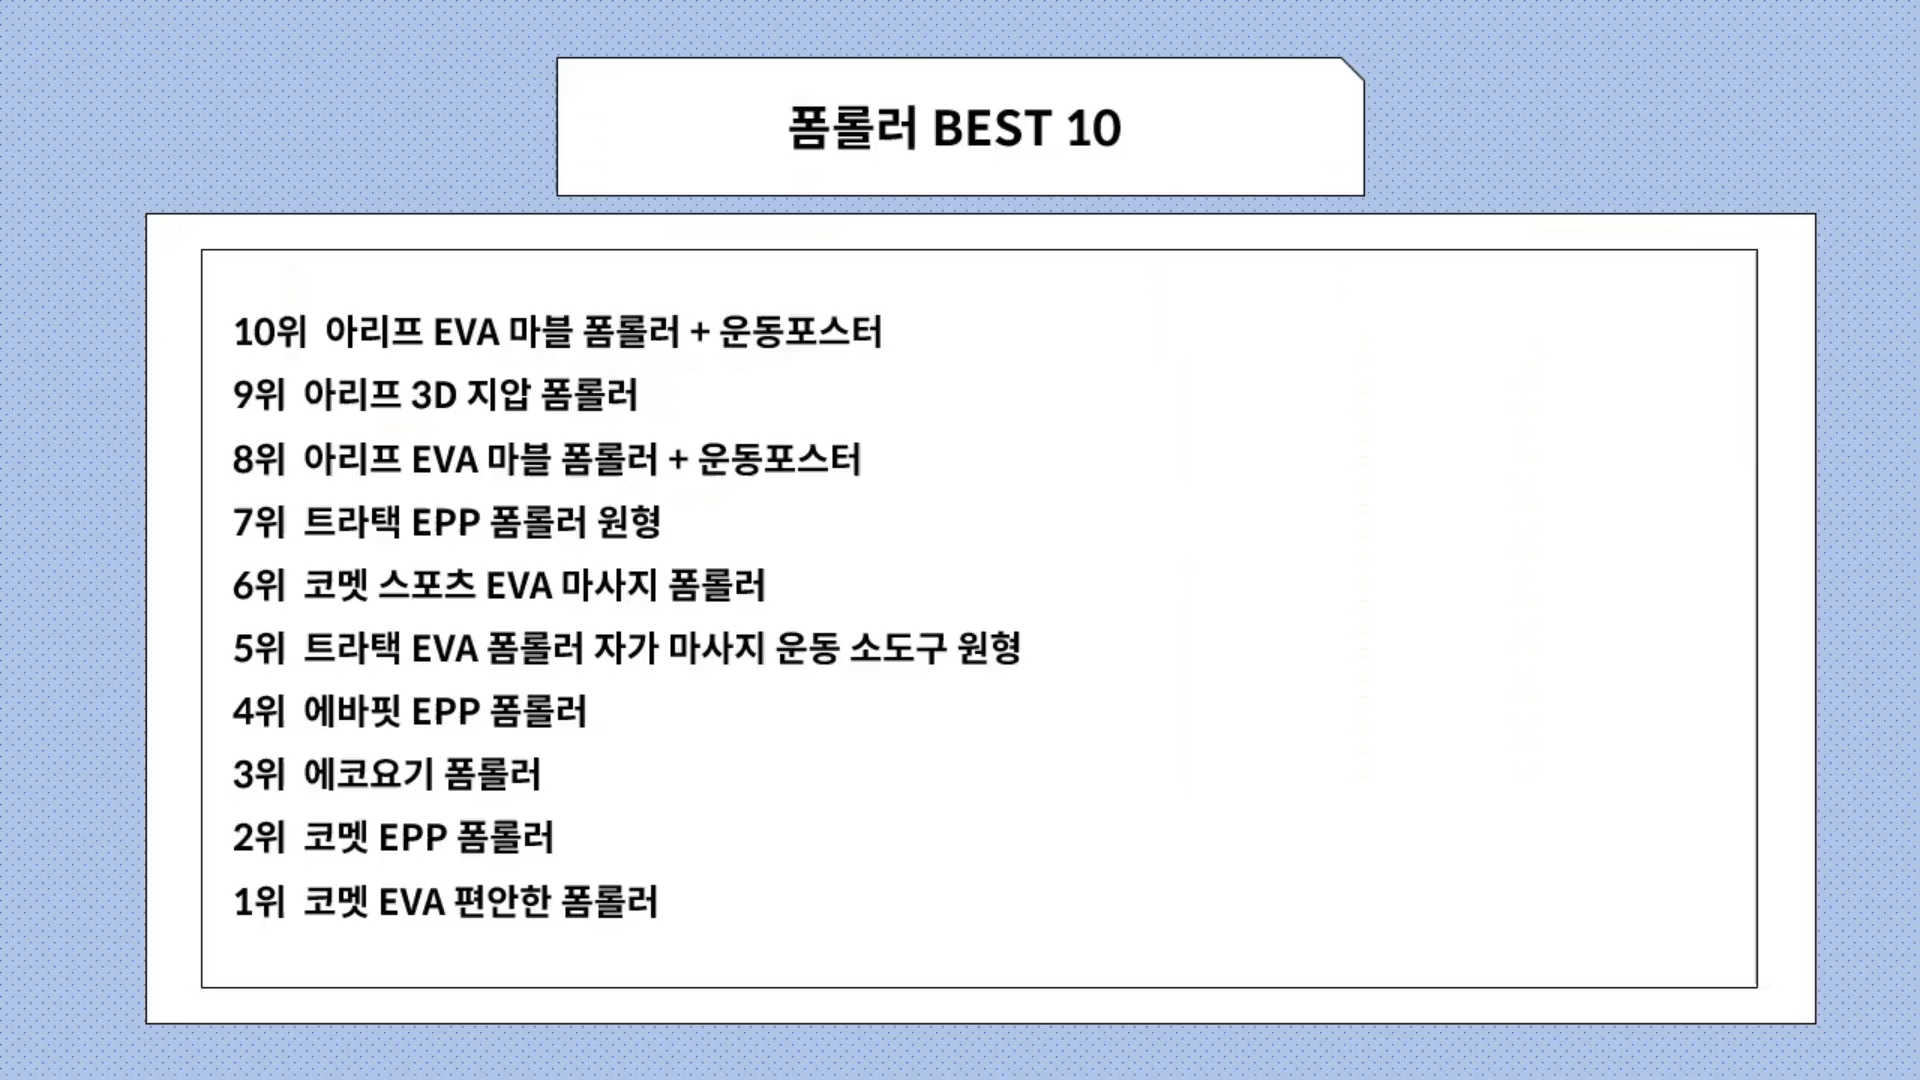 폼롤러 BEST 10
10위 아리프 EVA 마블 폼롤러 + 운동포스터
9위 아리프 3D 지압 폼롤러
8위 아리프 EVA 마블 폼롤러 + 운동포스터
7위 트라택 EPP 폼롤러 원형
6위 코멧 스포츠 EVA 마사지 폼롤러
5위 트라택 EVA 폼롤러 자가 마사지 운동 소도구 원형
4위 에바핏 EPP 폼롤러
3위 에코요기 폼롤러
2위 코멧 EPP 폼롤러
1위 코멧 EVA 편안한 폼롤러